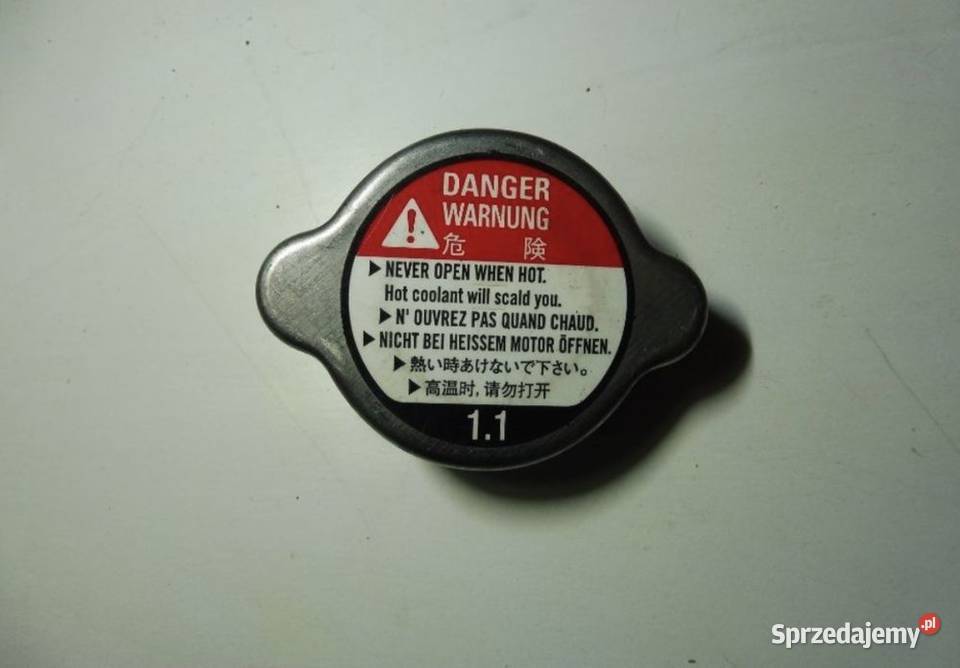 DANGER
WARNUNG
危 険
▶ NEVER OPEN WHEN HOT.
Hot coolant will scald you.
▶ N' OUVREZ PAS QUAND CHAUD.
▶ NICHT BEI HEISSEM MOTOR ÖFFNEN.
▶ 熱い時あけないで下さい。
▶ 高温时, 请勿打开
1.1
Sprzedajemy.pl